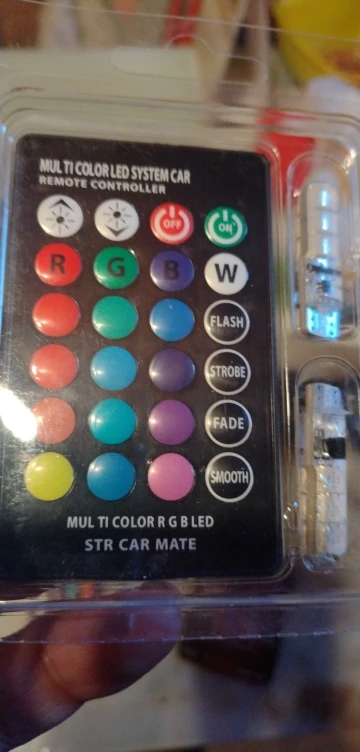 MUL TI COLOR LED SYSTEM CAR
REMOTE CONTROLLER
OFF ON
R G B W
FLASH
STROBE
FADE
SMOOTH
MUL TI COLOR R G B LED
STR CAR MATE